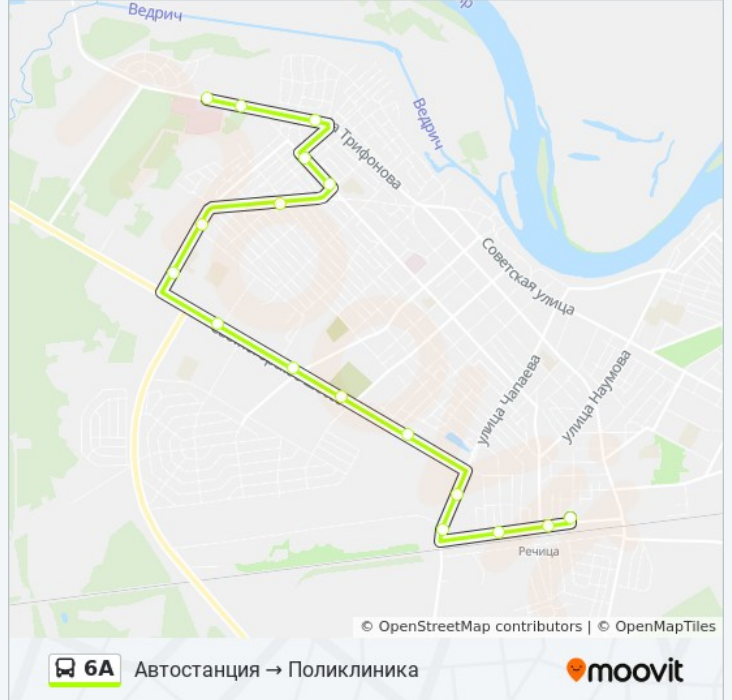 Ведрич
Ведрич
Трифонова
Советская улица
улица Чапаева
улица Наумова
Речица
© OpenStreetMap contributors | © OpenMapTiles
6А Автостанция → Поликлиника
moovit